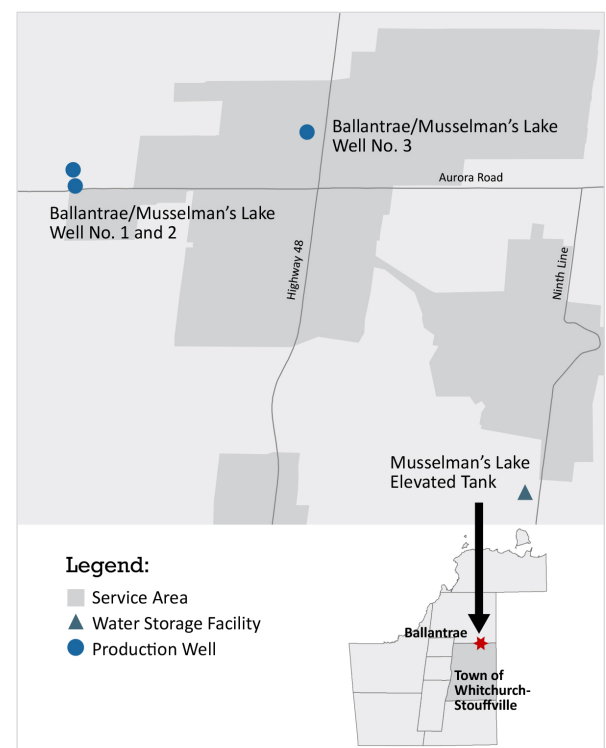 Ballantrae/Musselman's Lake
Well No. 3
Aurora Road
Ballantrae/Musselman's Lake
Well No. 1 and 2
Highway 48
Ninth Line
Musselman's Lake
Elevated Tank
Legend:
Service Area
Water Storage Facility
Production Well
Ballantrae
Town of
Whitchurch-
Stouffville